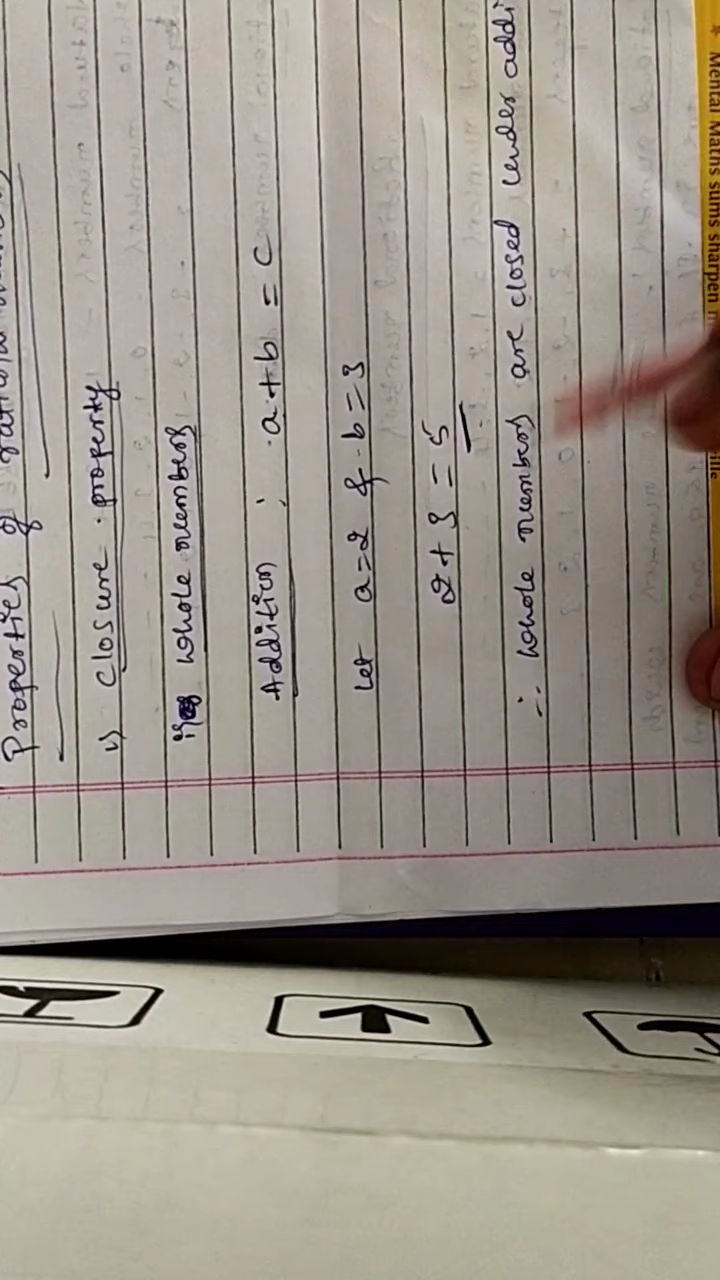 Properties of
1) closure property
i) whole numbers
Addition : a+b = c
Let a=2 & b=3
2+3 = 5
∴ whole numbers are closed under addi
* Mental Maths sums sharpen